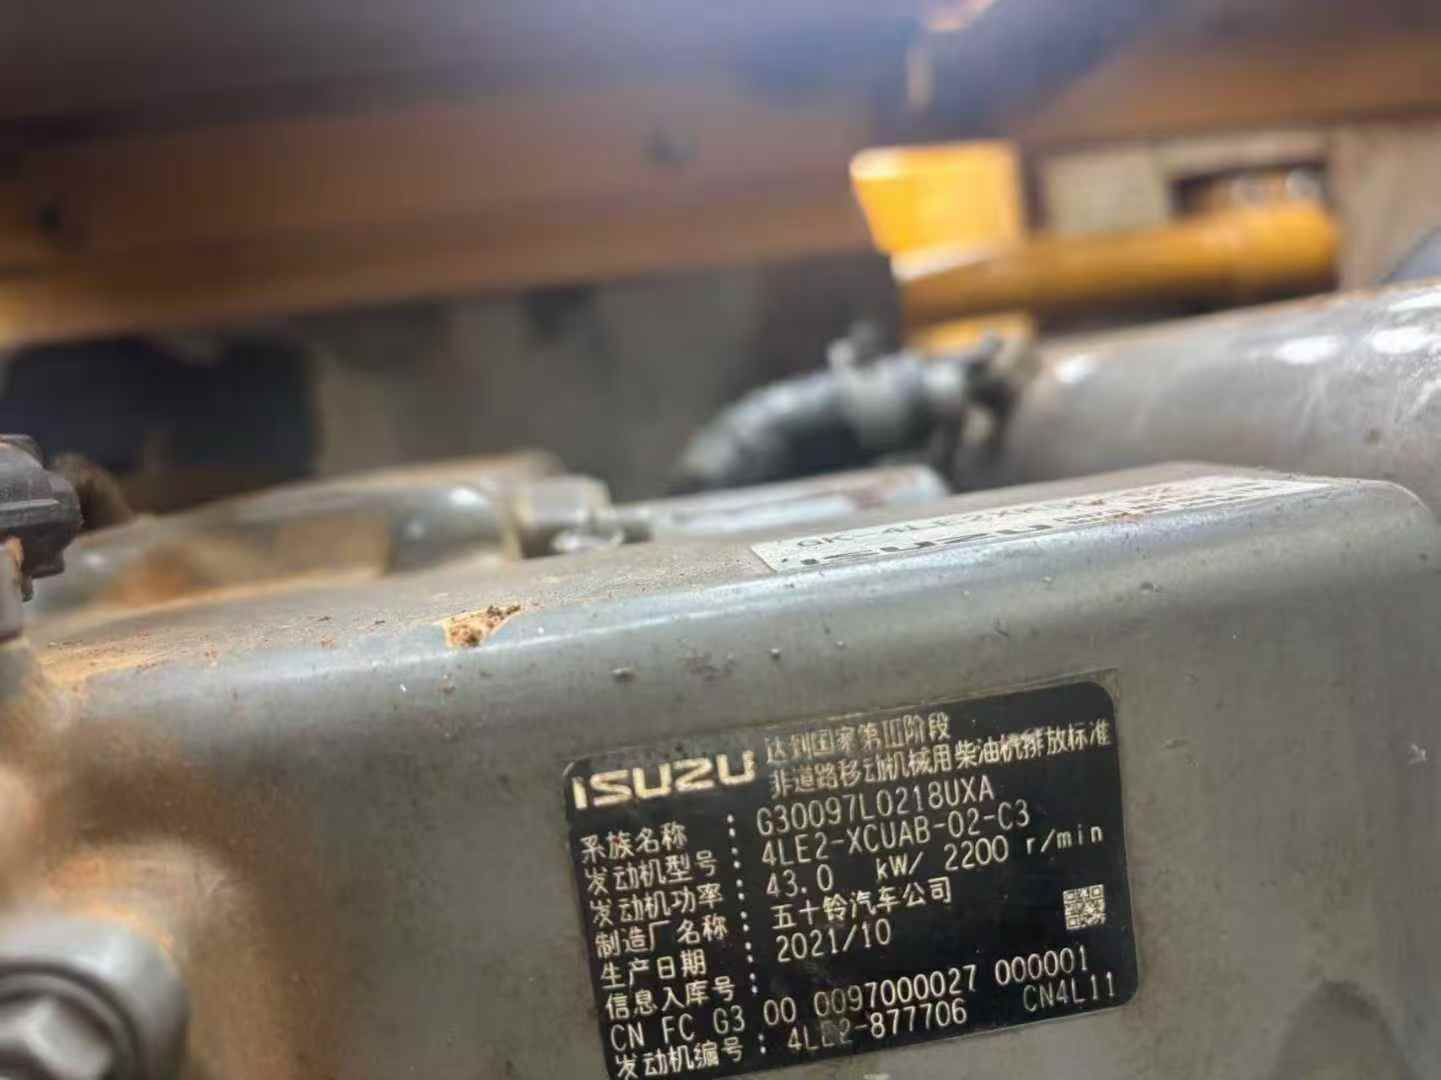 ISUZU
ISUZU
达到国家第III阶段
非道路移动机械用柴油机排放标准
系族名称 : G30097L0218UXA
发动机型号 : 4LE2-XCUAB-02-C3
发动机功率 : 43.0 kW/ 2200 r/min
制造厂名称 : 五十铃汽车公司
生产日期 : 2021/10
信息入库号 :
CN FC G3 00 0097000027 000001
发动机编号 : 4LE2-877706 CN4L11